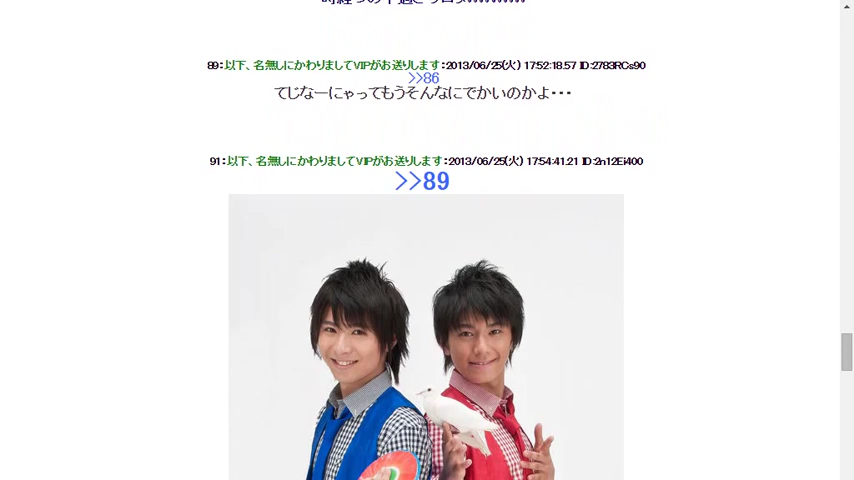 89：以下、名無しにかわりましてVIPがお送りします：2013/06/25(火) 17:52:18.57 ID:2783RCs90
>>86
てじなーにゃってもうそんなにでかいのかよ・・・
91：以下、名無しにかわりましてVIPがお送りします：2013/06/25(火) 17:54:41.21 ID:2n12Ei400
>>89